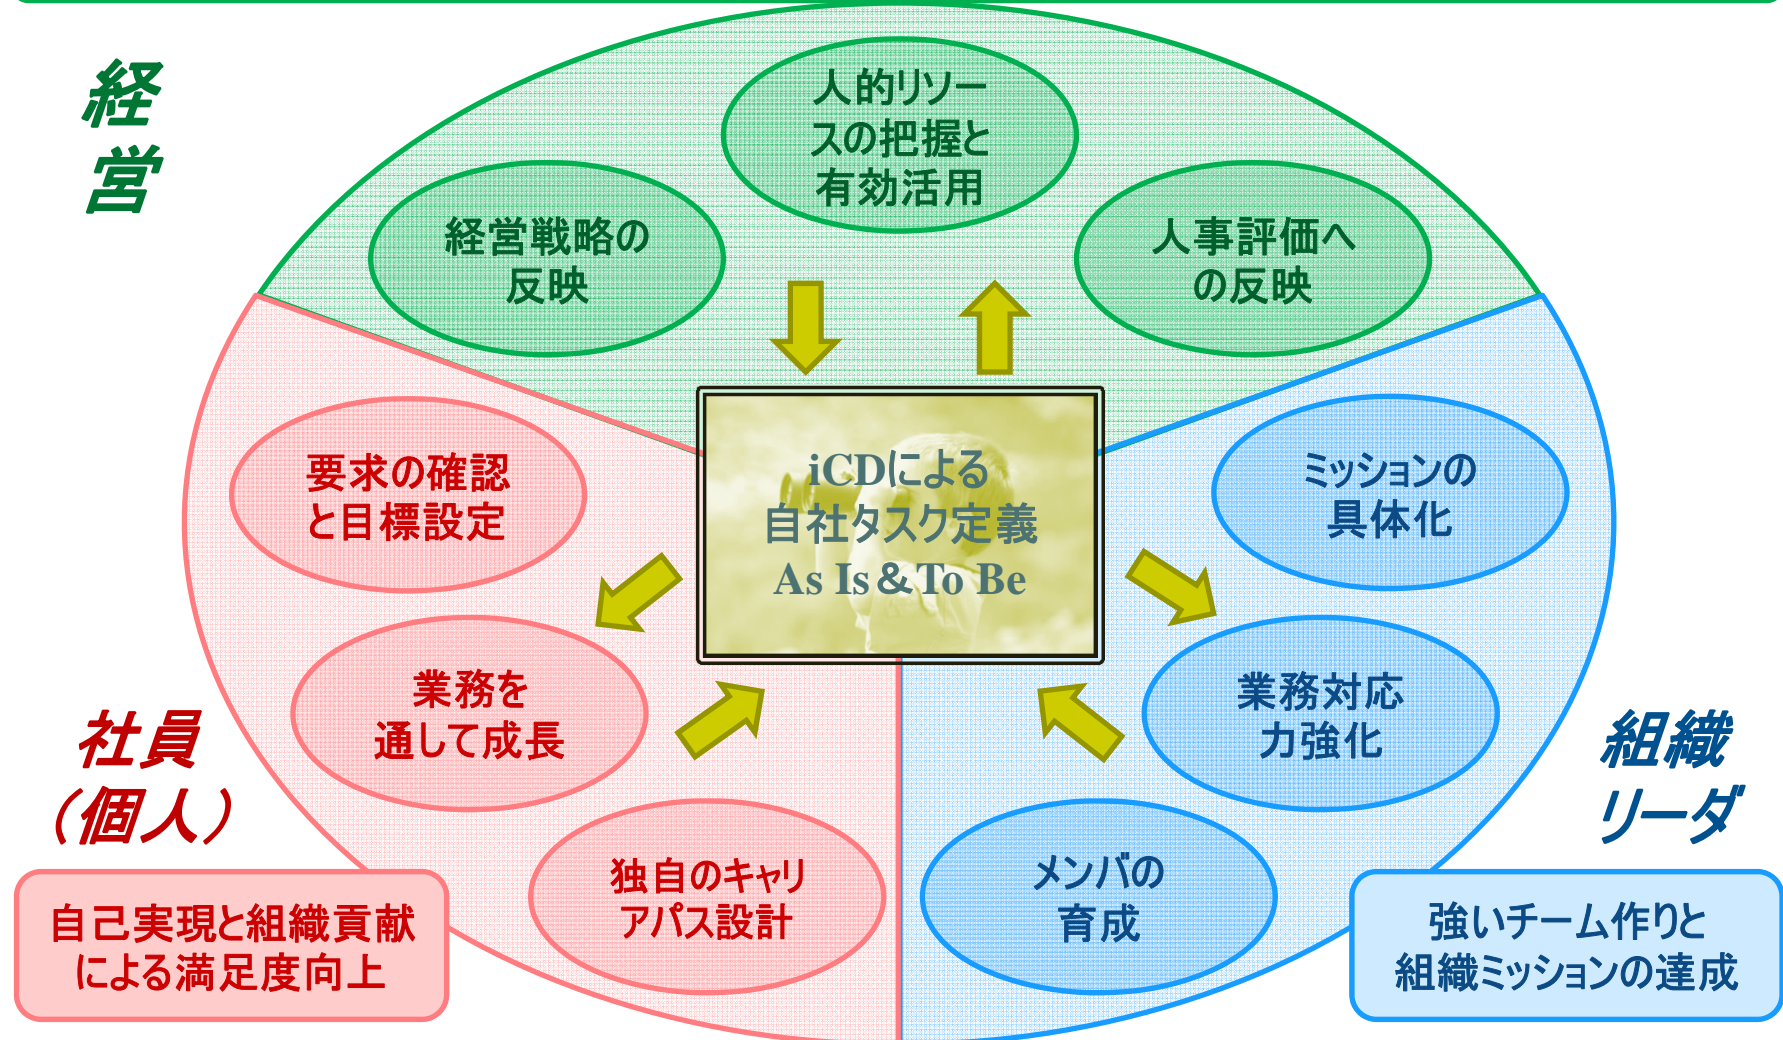 経
営
人的リソー
スの把握と
有効活用
経営戦略の
反映
人事評価へ
の反映
iCDによる
自社タスク定義
As Is＆To Be
要求の確認
と目標設定
業務を
通して成長
独自のキャリ
アパス設計
ミッションの
具体化
業務対応
力強化
メンバの
育成
社員
（個人）
自己実現と組織貢献
による満足度向上
組織
リーダ
強いチーム作りと
組織ミッションの達成